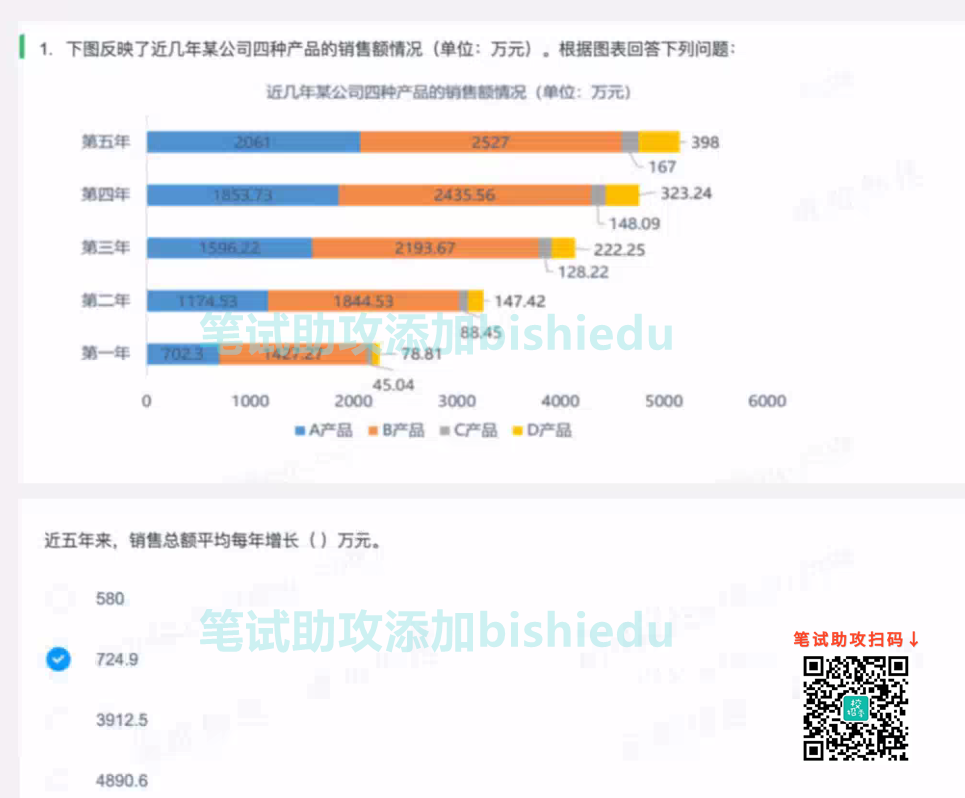 1. 下图反映了近几年某公司四种产品的销售额情况（单位：万元）。根据图表回答下列问题：
近几年某公司四种产品的销售额情况（单位：万元）
第五年 2061 2527 398
167
第四年 1853.73 2435.56 323.24
148.09
第三年 1596.22 2193.67 222.25
128.22
第二年 1174.53 1844.53 147.42
笔试助攻添加bishiedu
88.45
第一年 702.3 1427.27 78.81
45.04
0 1000 2000 3000 4000 5000 6000
A产品 B产品 C产品 D产品
近五年来，销售总额平均每年增长（ ）万元。
580
笔试助攻添加bishiedu
笔试助攻扫码↓
724.9
3912.5
4890.6